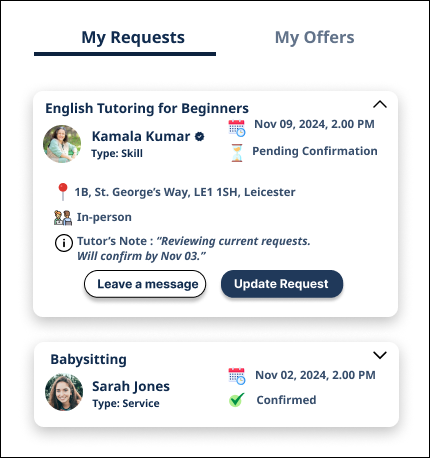 My Requests
My Offers
English Tutoring for Beginners
Kamala Kumar
Type: Skill
Nov 09, 2024, 2.00 PM
Pending Confirmation
1B, St. George’s Way, LE1 1SH, Leicester
In-person
Tutor’s Note : “Reviewing current requests.
Will confirm by Nov 03.”
Leave a message
Update Request
Babysitting
Sarah Jones
Type: Service
Nov 02, 2024, 2.00 PM
Confirmed